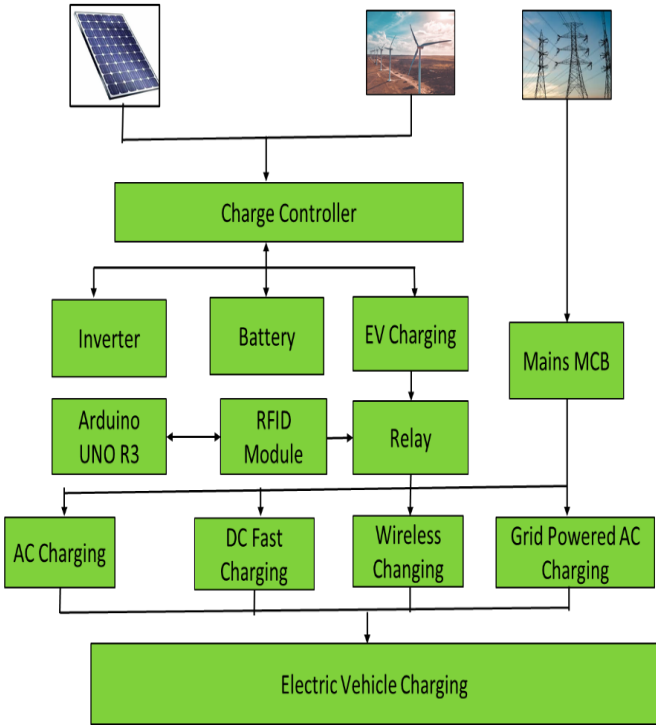 Charge Controller
Inverter
Battery
EV Charging
Mains MCB
Arduino
UNO R3
RFID
Module
Relay
AC Charging
DC Fast
Charging
Wireless
Changing
Grid Powered AC
Charging
Electric Vehicle Charging